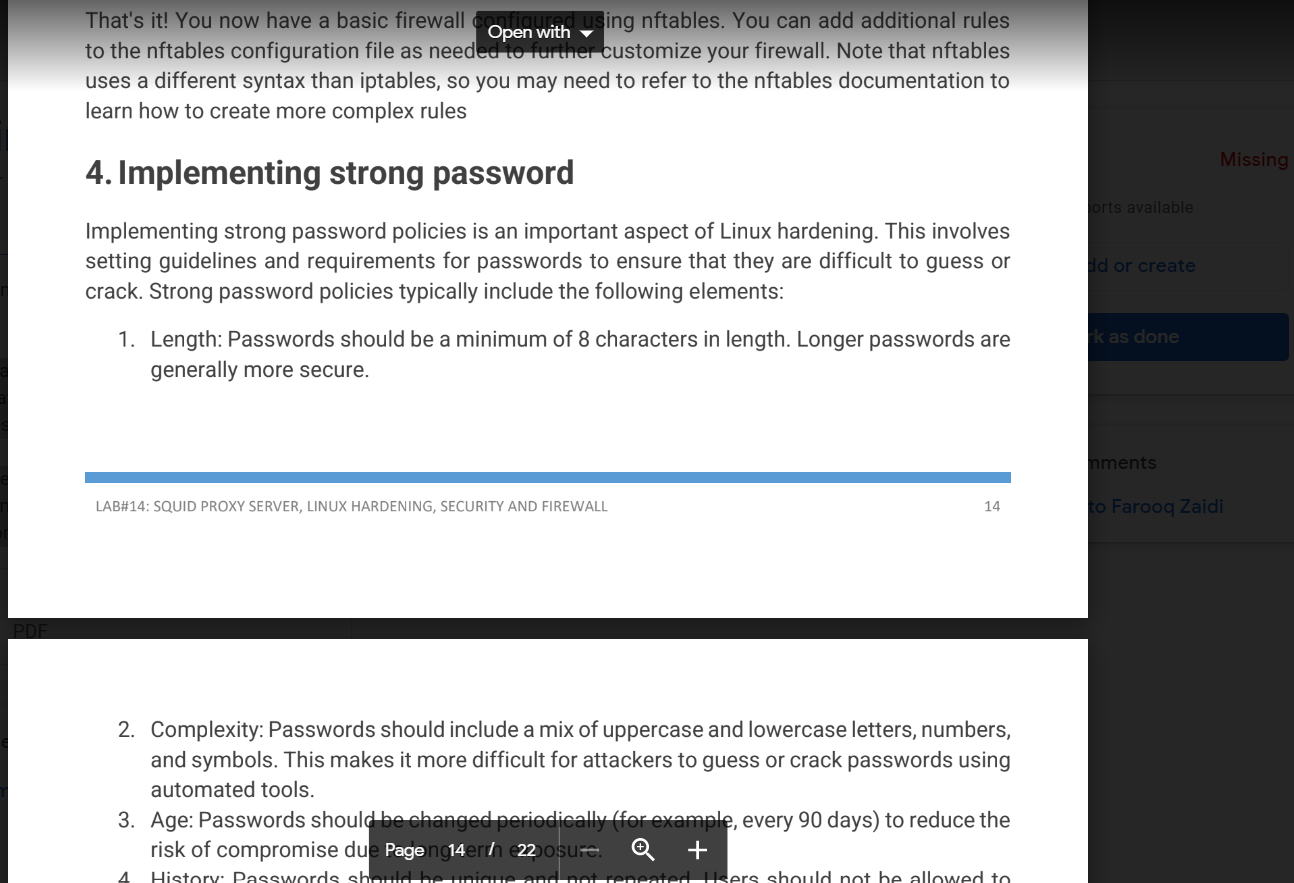 That's it! You now have a basic firewall configured using nftables. You can add additional rules
Open with
to the nftables configuration file as needed to further customize your firewall. Note that nftables
uses a different syntax than iptables, so you may need to refer to the nftables documentation to
learn how to create more complex rules
4. Implementing strong password
Missing
orts available
Implementing strong password policies is an important aspect of Linux hardening. This involves
setting guidelines and requirements for passwords to ensure that they are difficult to guess or
dd or create
crack. Strong password policies typically include the following elements:
1. Length: Passwords should be a minimum of 8 characters in length. Longer passwords are
rk as done
generally more secure.
mments
LAB#14: SQUID PROXY SERVER, LINUX HARDENING, SECURITY AND FIREWALL 14
to Farooq Zaidi
PDF
2. Complexity: Passwords should include a mix of uppercase and lowercase letters, numbers,
and symbols. This makes it more difficult for attackers to guess or crack passwords using
automated tools.
3. Age: Passwords should be changed periodically (for example, every 90 days) to reduce the
risk of compromise due to long-term exposure.
Page 14 / 22
4. History: Passwords should be unique and not repeated. Users should not be allowed to